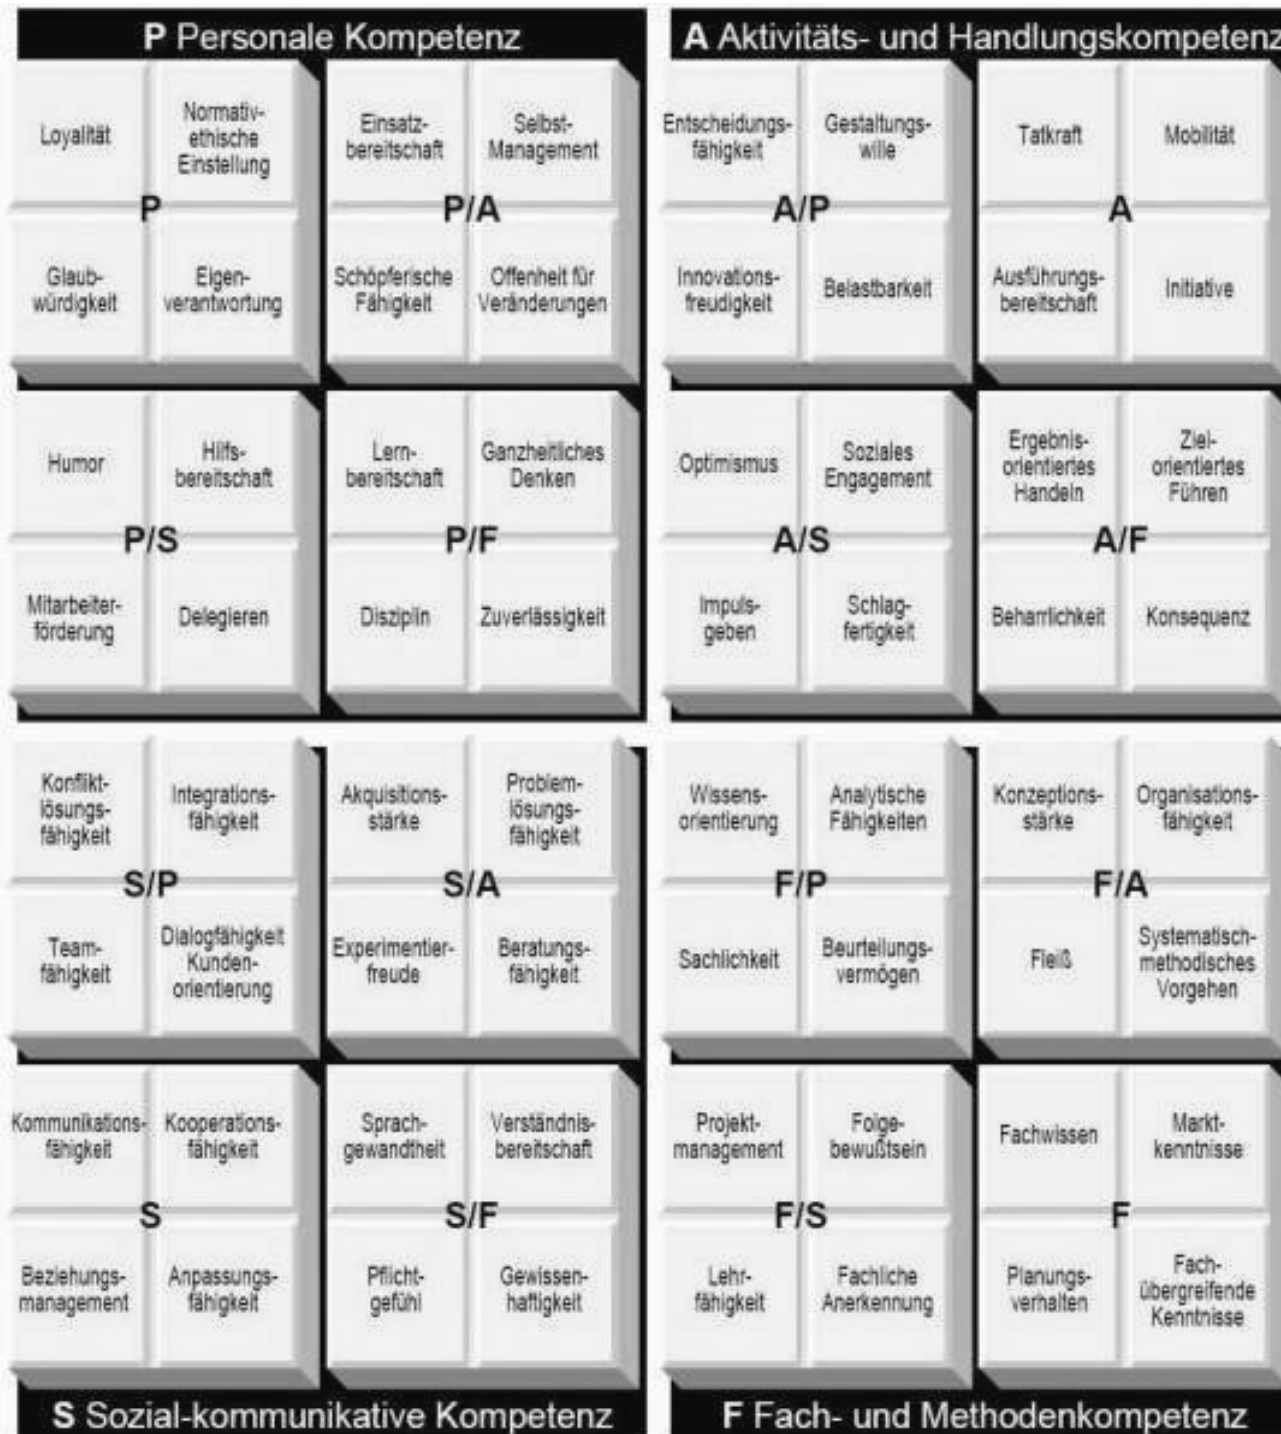 P Personale Kompetenz
Loyalität
Normativ-
ethische
Einstellung
P
Glaub-
würdigkeit
Eigen-
verantwortung
Einsatz-
bereitschaft
Selbst-
Management
P/A
Schöpferische
Fähigkeit
Offenheit für
Veränderungen
Humor
Hilfs-
bereitschaft
P/S
Mitarbeiter-
förderung
Delegieren
Lern-
bereitschaft
Ganzheitliches
Denken
P/F
Disziplin
Zuverlässigkeit
A Aktivitäts- und Handlungskompetenz
Entscheidungs-
fähigkeit
Gestaltungs-
wille
A/P
Innovations-
freudigkeit
Belastbarkeit
Tatkraft
Mobilität
A
Ausführungs-
bereitschaft
Initiative
Optimismus
Soziales
Engagement
A/S
Impuls-
geben
Schlag-
fertigkeit
Ergebnis-
orientiertes
Handeln
Ziel-
orientiertes
Führen
A/F
Beharrlichkeit
Konsequenz
Konflikt-
lösungs-
fähigkeit
Integrations-
fähigkeit
S/P
Team-
fähigkeit
Dialogfähigkeit
Kunden-
orientierung
Akquisitions-
stärke
Problem-
lösungs-
fähigkeit
S/A
Experimentier-
freude
Beratungs-
fähigkeit
Kommunikations-
fähigkeit
Kooperations-
fähigkeit
S
Beziehungs-
management
Anpassungs-
fähigkeit
Sprach-
gewandtheit
Verständnis-
bereitschaft
S/F
Pflicht-
gefühl
Gewissen-
haftigkeit
S Sozial-kommunikative Kompetenz
Wissens-
orientierung
Analytische
Fähigkeiten
F/P
Sachlichkeit
Beurteilungs-
vermögen
Konzeptions-
stärke
Organisations-
fähigkeit
F/A
Fleiß
Systematisch-
methodisches
Vorgehen
Projekt-
management
Folge-
bewußtsein
F/S
Lehr-
fähigkeit
Fachliche
Anerkennung
Fachwissen
Markt-
kenntnisse
F
Planungs-
verhalten
Fach-
übergreifende
Kenntnisse
F Fach- und Methodenkompetenz